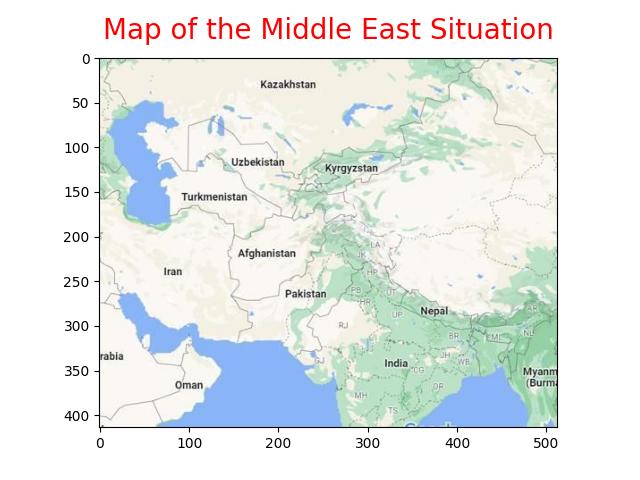 Map of the Middle East Situation
0
50
100
150
200
250
300
350
400
Kazakhstan
Uzbekistan
Kyrgyzstan
Turkmenistan
LA
Afghanistan
JK
Iran
HP
PB
UT
Pakistan
HR
Nepal
AR
UP
RJ
BR
ML
NL
rabia
GJ
India
JH
WB
CG
Myanm
(Burma
Oman
OR
MH
TS
0
100
200
300
400
500